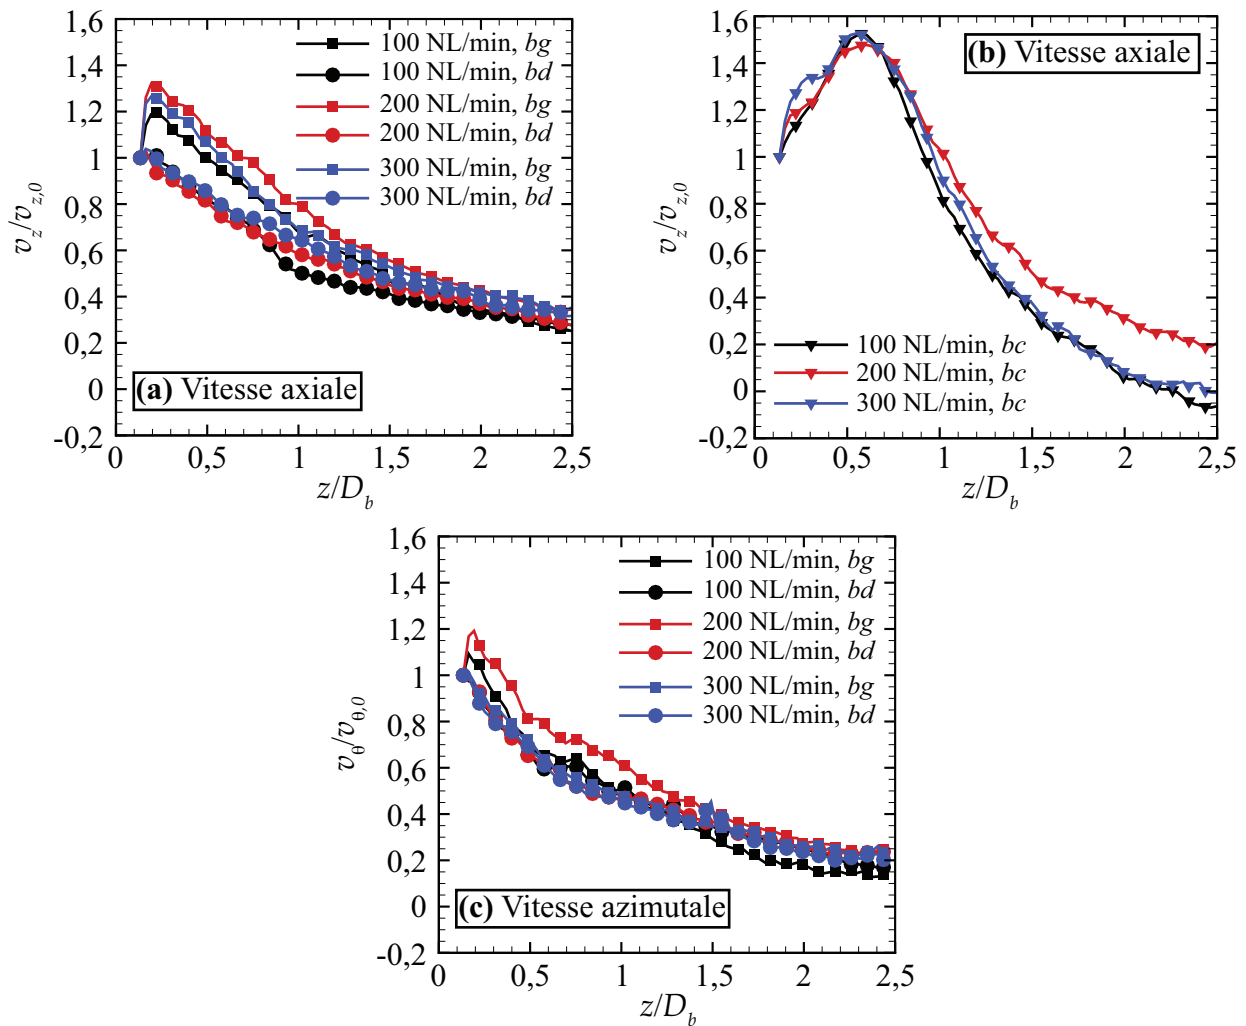 1,6
1,4
1,2
1
0,8
0,6
0,4
0,2
0
-0,2
v_z/v_{z,0}
100 NL/min, bg
100 NL/min, bd
200 NL/min, bg
200 NL/min, bd
300 NL/min, bg
300 NL/min, bd
(a) Vitesse axiale
0 0,5 1 1,5 2 2,5
z/D_b
1,6
1,4
1,2
1
0,8
0,6
0,4
0,2
0
-0,2
v_z/v_{z,0}
(b) Vitesse axiale
100 NL/min, bc
200 NL/min, bc
300 NL/min, bc
0 0,5 1 1,5 2 2,5
z/D_b
1,6
1,4
1,2
1
0,8
0,6
0,4
0,2
0
-0,2
v_θ/v_{θ,0}
100 NL/min, bg
100 NL/min, bd
200 NL/min, bg
200 NL/min, bd
300 NL/min, bg
300 NL/min, bd
(c) Vitesse azimutale
0 0,5 1 1,5 2 2,5
z/D_b